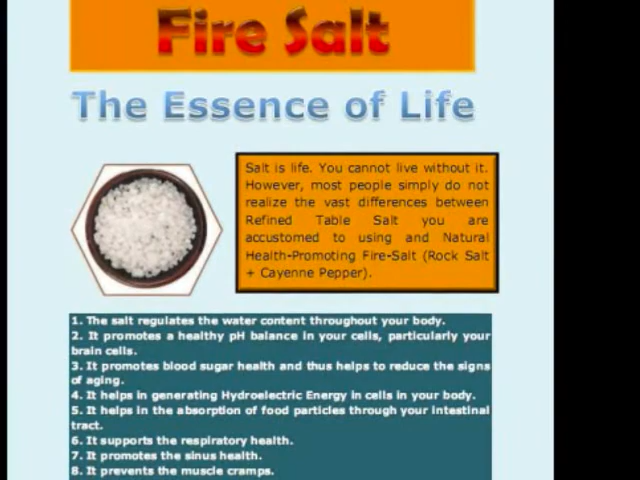 Fire Salt
The Essence of Life
Salt is life. You cannot live without it.
However, most people simply do not
realize the vast differences between
Refined Table Salt you are
accustomed to using and Natural
Health-Promoting Fire-Salt (Rock Salt
+ Cayenne Pepper).
1. The salt regulates the water content throughout your body.
2. It promotes a healthy pH balance in your cells, particularly your
brain cells.
3. It promotes blood sugar health and thus helps to reduce the signs
of aging.
4. It helps in generating Hydroelectric Energy in cells in your body.
5. It helps in the absorption of food particles through your intestinal
tract.
6. It supports the respiratory health.
7. It promotes the sinus health.
8. It prevents the muscle cramps.